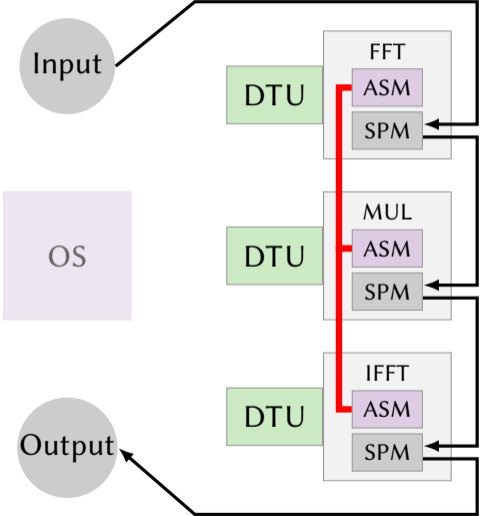 Input
FFT
DTU
ASM
SPM
OS
MUL
DTU
ASM
SPM
IFFT
DTU
ASM
SPM
Output